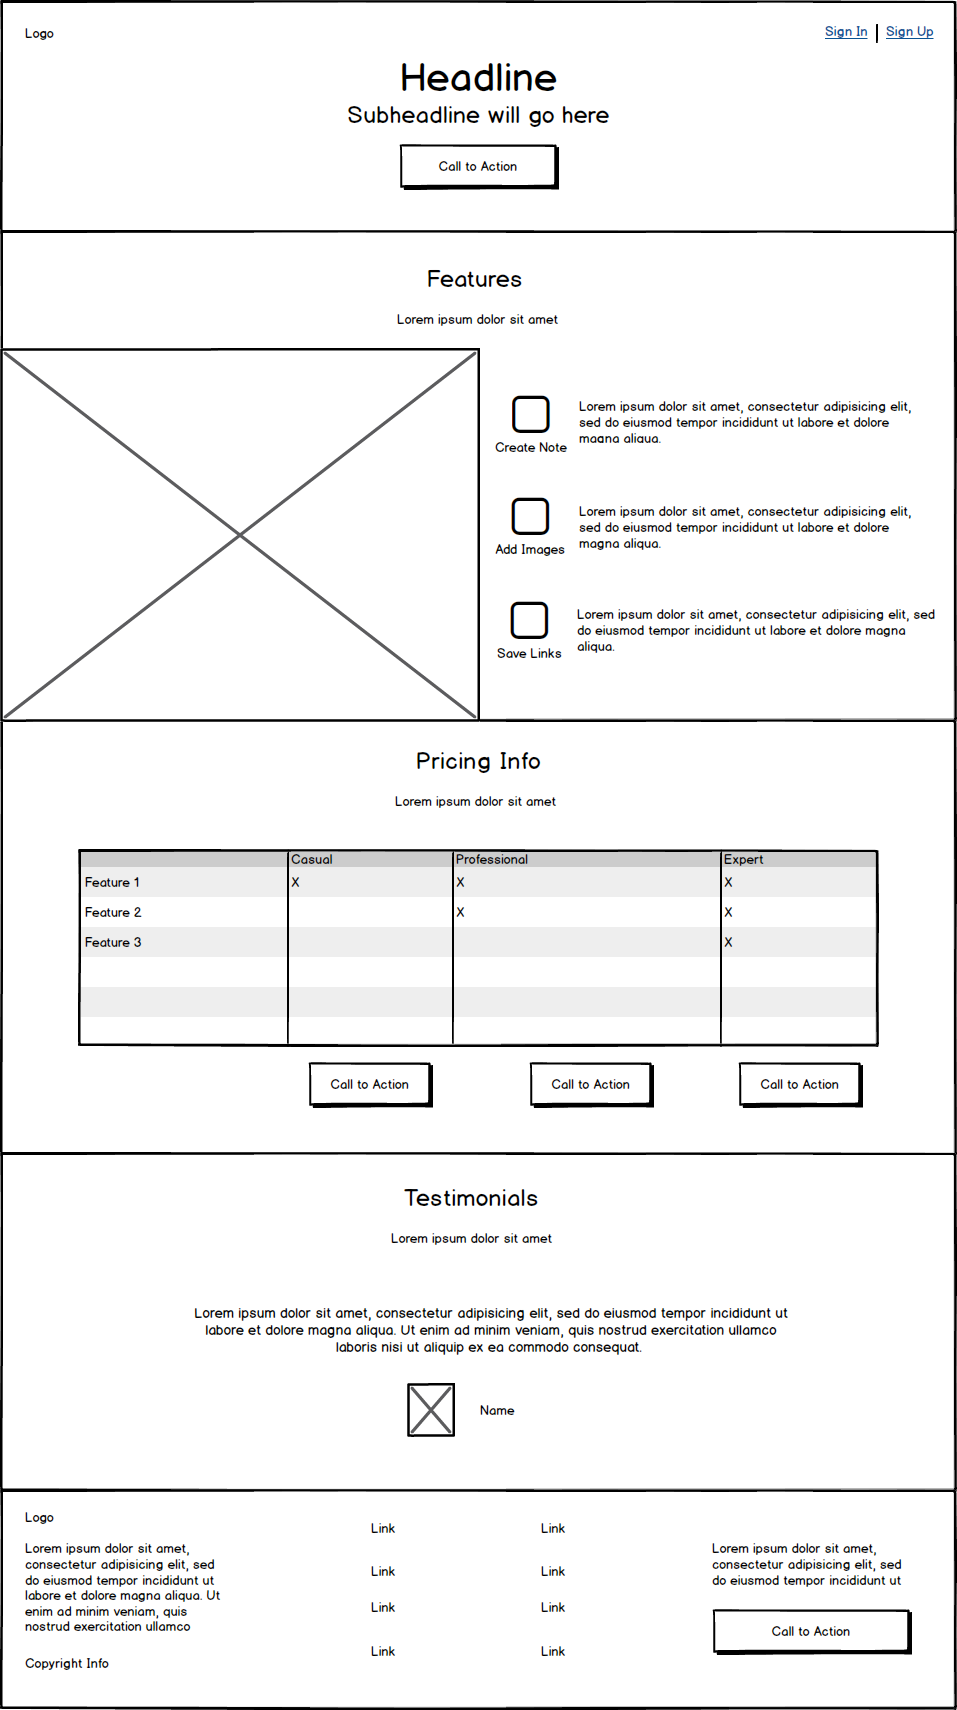 Logo
Sign In
Sign Up
Headline
Subheadline will go here
Call to Action
Features
Lorem ipsum dolor sit amet
Create Note
Lorem ipsum dolor sit amet, consectetur adipisicing elit,
sed do eiusmod tempor incididunt ut labore et dolore
magna aliqua.
Add Images
Lorem ipsum dolor sit amet, consectetur adipisicing elit,
sed do eiusmod tempor incididunt ut labore et dolore
magna aliqua.
Save Links
Lorem ipsum dolor sit amet, consectetur adipisicing elit, sed
do eiusmod tempor incididunt ut labore et dolore magna
aliqua.
Pricing Info
Lorem ipsum dolor sit amet
Casual Professional Expert
Feature 1 X X X
Feature 2 X X
Feature 3 X
Call to Action
Call to Action
Call to Action
Testimonials
Lorem ipsum dolor sit amet
Lorem ipsum dolor sit amet, consectetur adipisicing elit, sed do eiusmod tempor incididunt ut
labore et dolore magna aliqua. Ut enim ad minim veniam, quis nostrud exercitation ullamco
laboris nisi ut aliquip ex ea commodo consequat.
Name
Logo
Lorem ipsum dolor sit amet,
consectetur adipisicing elit, sed
do eiusmod tempor incididunt ut
labore et dolore magna aliqua. Ut
enim ad minim veniam, quis
nostrud exercitation ullamco
Copyright Info
Link
Link
Link
Link
Link
Link
Link
Link
Lorem ipsum dolor sit amet,
consectetur adipisicing elit, sed
do eiusmod tempor incididunt ut
Call to Action